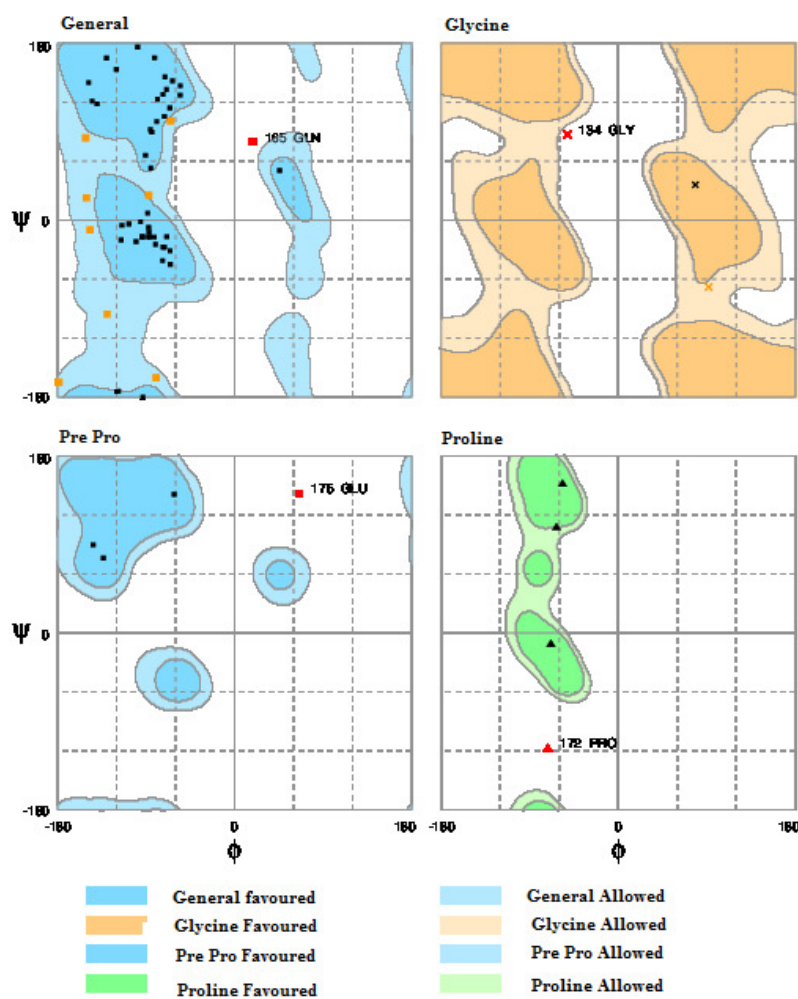 General Glycine
180
165 GLN 134 GLY
Ψ 0
-180
Pre Pro Proline
180
175 GLU
Ψ 0
172 PRO
-180
-180 0 180 -180 0 180
Φ Φ
General favoured General Allowed
Glycine Favoured Glycine Allowed
Pre Pro Favoured Pre Pro Allowed
Proline Favoured Proline Allowed